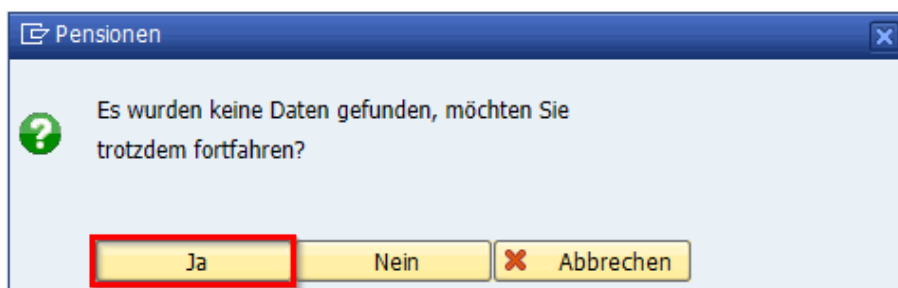 Pensionen
Es wurden keine Daten gefunden, möchten Sie
trotzdem fortfahren?
Ja Nein Abbrechen